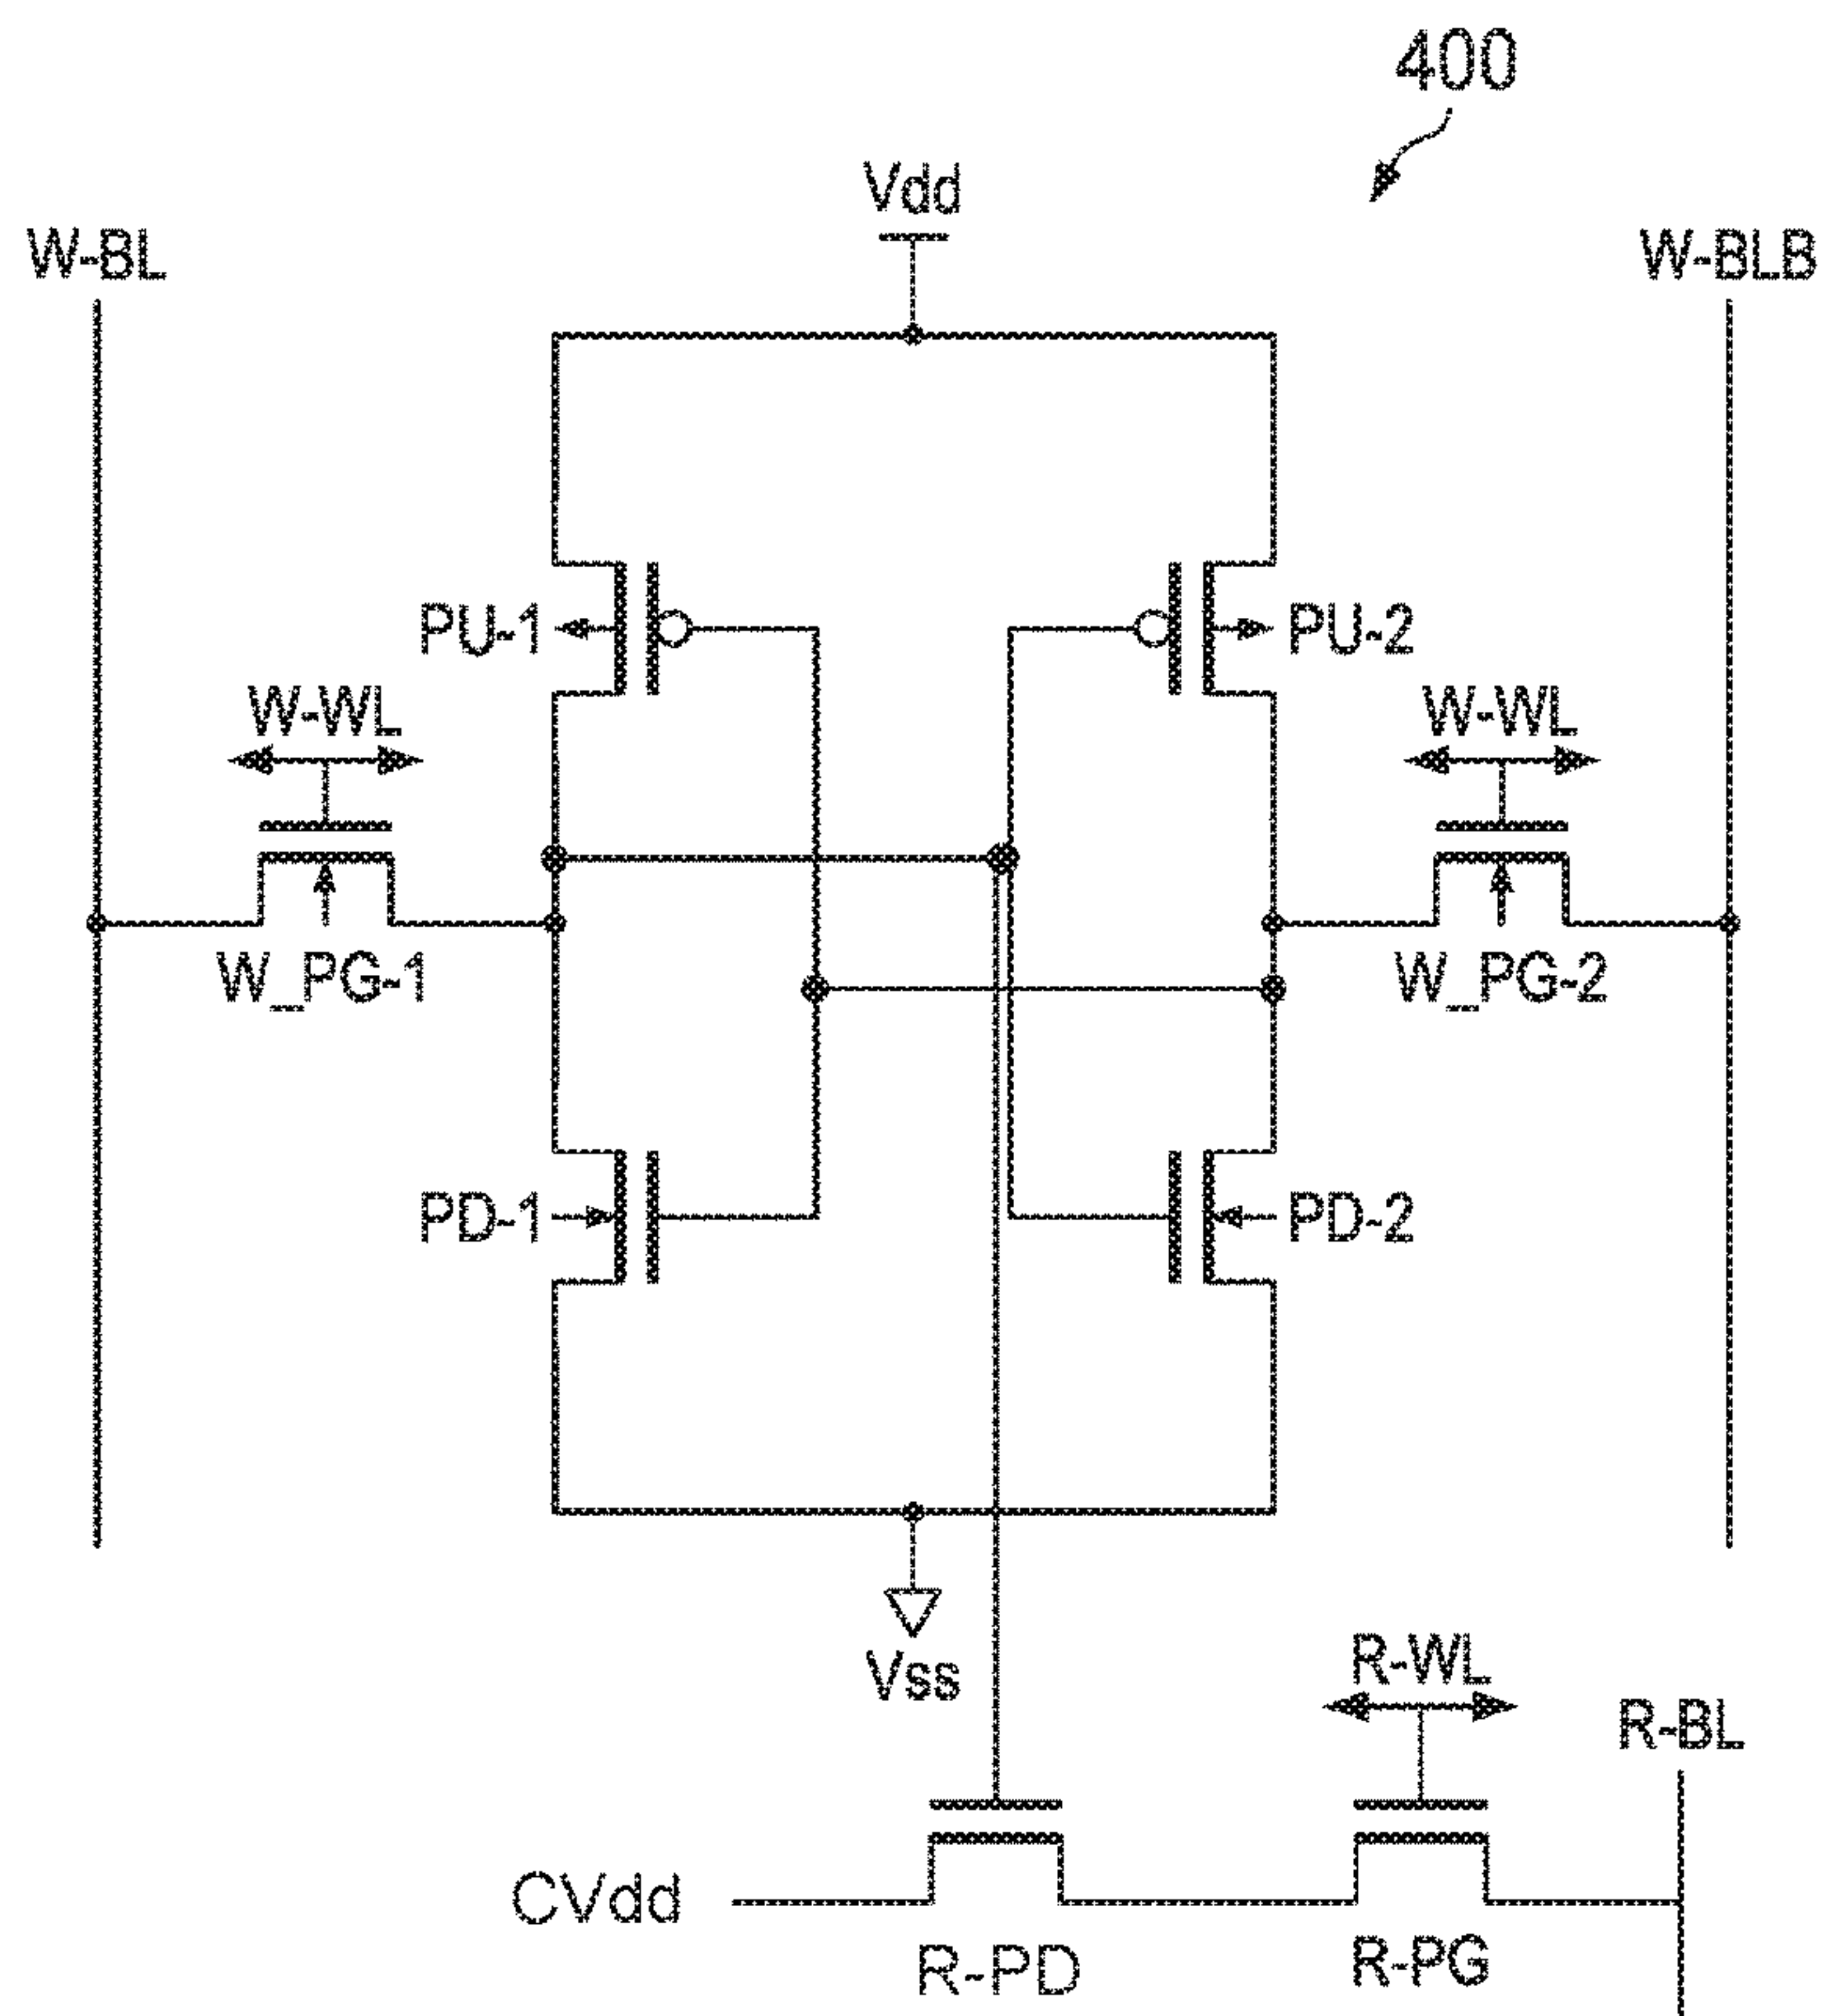 400
Vdd
W-BL
W-BLB
PU-1
PU-2
W-WL
W-WL
W_PG-1
W_PG-2
PD-1
PD-2
Vss
R-WL
R-BL
CVdd
R-PD
R-PG